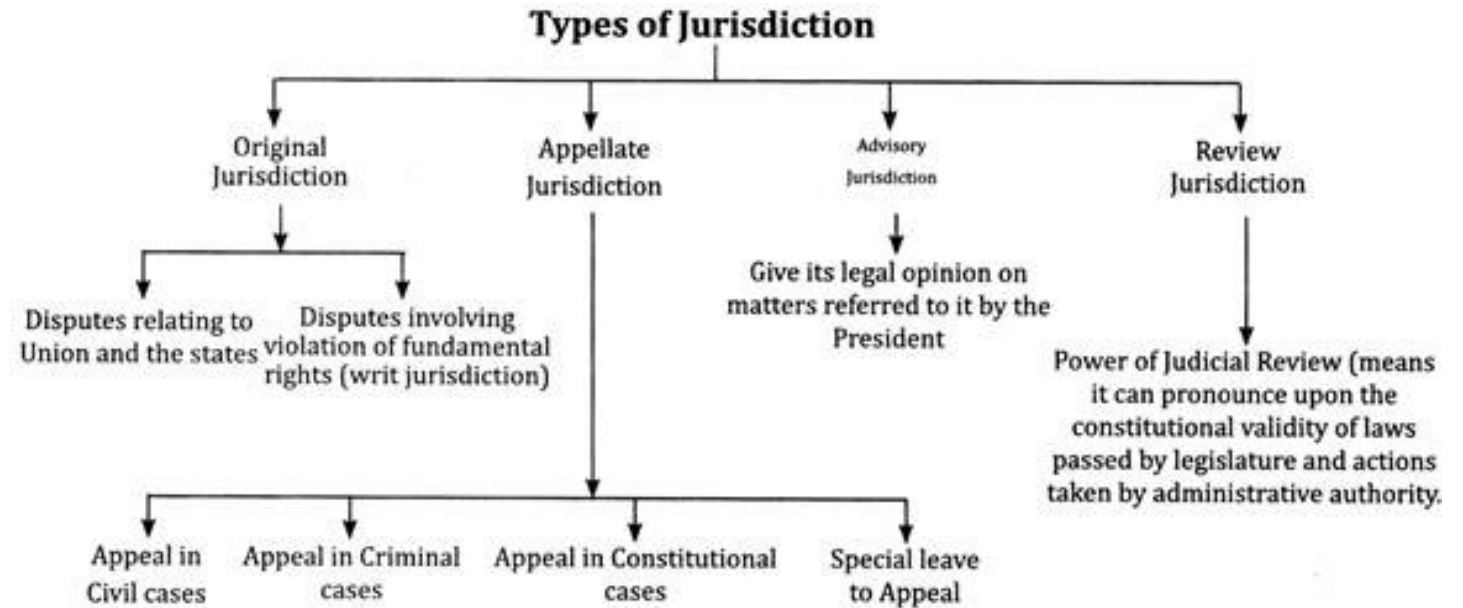 Types of Jurisdiction
Original
Jurisdiction
Appellate
Jurisdiction
Advisory
Jurisdiction
Review
Jurisdiction
Disputes relating to
Union and the states
Disputes involving
violation of fundamental
rights (writ jurisdiction)
Give its legal opinion on
matters referred to it by the
President
Power of Judicial Review (means
it can pronounce upon the
constitutional validity of laws
passed by legislature and actions
taken by administrative authority.
Appeal in
Civil cases
Appeal in Criminal
cases
Appeal in Constitutional
cases
Special leave
to Appeal